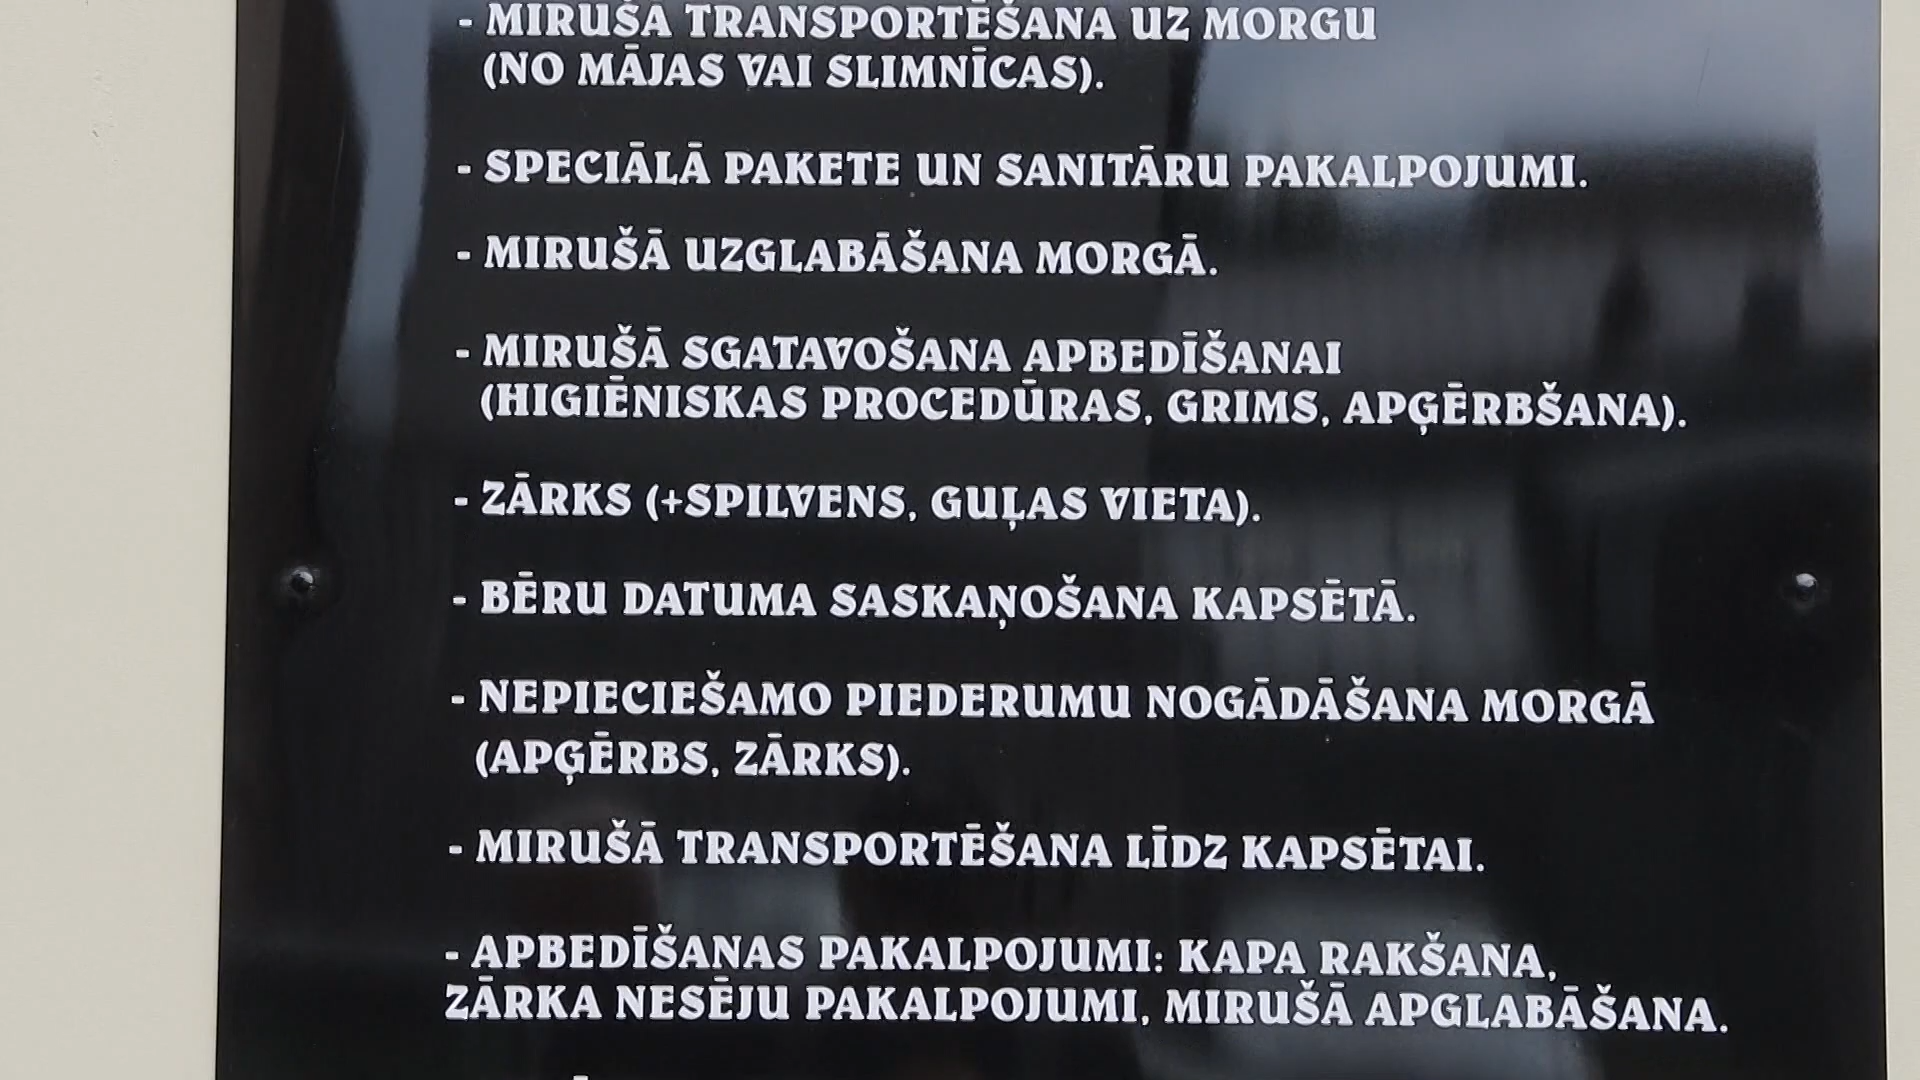 - MIRUŠĀ TRANSPORTĒŠANA UZ MORGU
(NO MĀJAS VAI SLIMNĪCAS).
- SPECIĀLĀ PAKETE UN SANITĀRU PAKALPOJUMI.
- MIRUŠĀ UZGLABĀŠANA MORGĀ.
- MIRUŠĀ SGATAVOŠANA APBEDĪŠANAI
(HIGIĒNISKAS PROCEDŪRAS, GRIMS, APĢĒRBŠANA).
- ZĀRKS (+SPILVENS, GUĻAS VIETA).
- BĒRU DATUMA SASKAŅOŠANA KAPSĒTĀ.
- NEPIECIEŠAMO PIEDERUMU NOGĀDĀŠANA MORGĀ
(APĢĒRBS, ZĀRKS).
- MIRUŠĀ TRANSPORTĒŠANA LĪDZ KAPSĒTAI.
- APBEDĪŠANAS PAKALPOJUMI: KAPA RAKŠANA,
ZĀRKA NESĒJU PAKALPOJUMI, MIRUŠĀ APGLABĀŠANA.